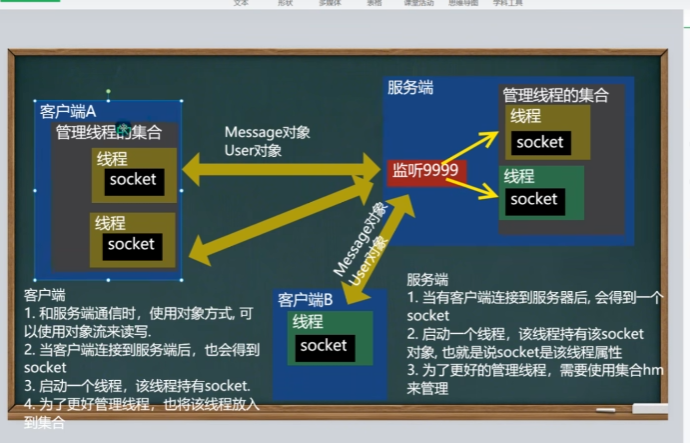 文本 形状 多媒体 表格 课堂活动 思维导图 学科工具
客户端A
管理线程的集合
线程
socket
线程
socket
Message对象
User对象
服务端
管理线程的集合
线程
socket
监听9999
线程
socket
Message对象
User对象
客户端B
线程
socket
客户端
1. 和服务端通信时，使用对象方式, 可
以使用对象流来读写.
2. 当客户端连接到服务端后，也会得到
socket
3. 启动一个线程，该线程持有socket.
4. 为了更好管理线程，也将该线程放入
到集合
服务端
1. 当有客户端连接到服务器后, 会得到一个
socket
2. 启动一个线程，该线程持有该socket
对象, 也就是说socket是该线程属性
3. 为了更好的管理线程，需要使用集合hm
来管理